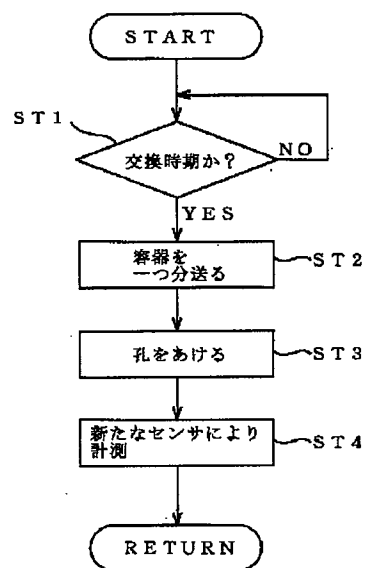 START
ST1
交換時期か?
NO
YES
容器を
一つ分送る
ST2
孔をあける
ST3
新たなセンサにより
計測
ST4
RETURN